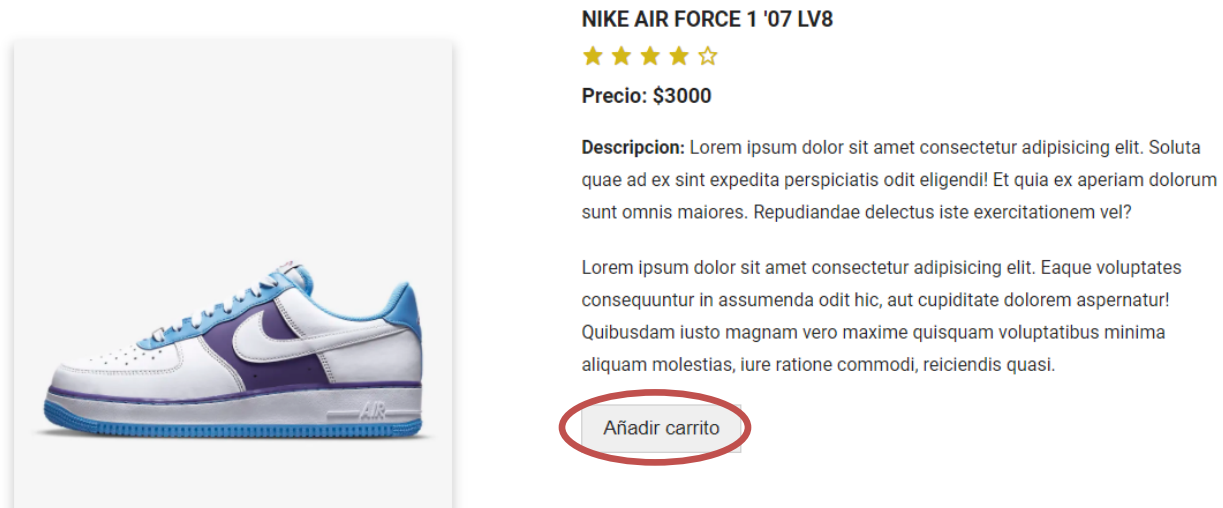 NIKE AIR FORCE 1 '07 LV8
Precio: $3000
Descripcion: Lorem ipsum dolor sit amet consectetur adipisicing elit. Soluta
quae ad ex sint expedita perspiciatis odit eligendi! Et quia ex aperiam dolorum
sunt omnis maiores. Repudiandae delectus iste exercitationem vel?
Lorem ipsum dolor sit amet consectetur adipisicing elit. Eaque voluptates
consequuntur in assumenda odit hic, aut cupiditate dolorem aspernatur!
Quibusdam iusto magnam vero maxime quisquam voluptatibus minima
aliquam molestias, iure ratione commodi, reiciendis quasi.
Añadir carrito
AIR